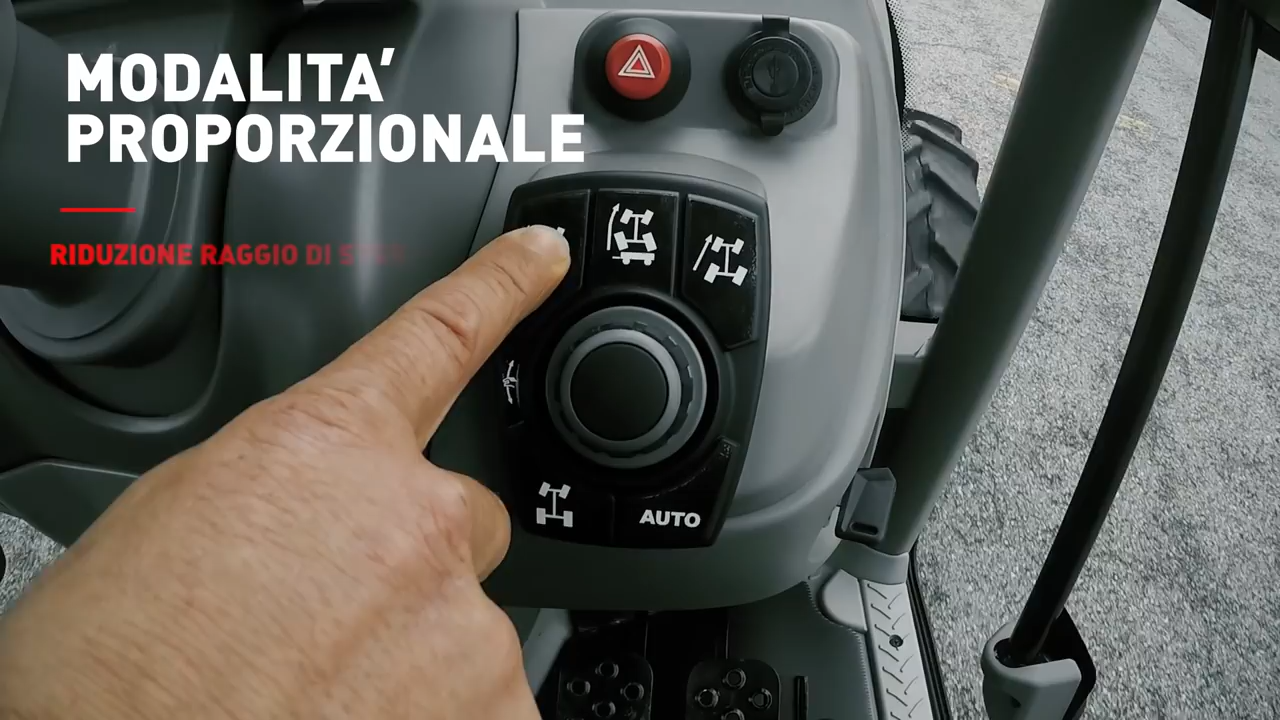 MODALITA’
PROPORZIONALE
RIDUZIONE RAGGIO DI
AUTO